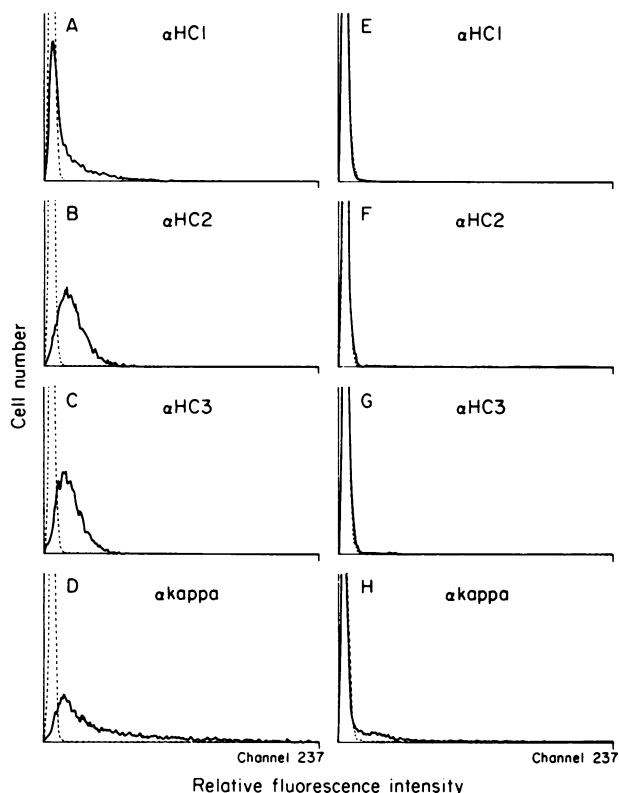 A αHC1
E αHC1
B αHC2
F αHC2
C αHC3
G αHC3
D αkappa
H αkappa
Cell number
Channel 237
Channel 237
Relative fluorescence intensity